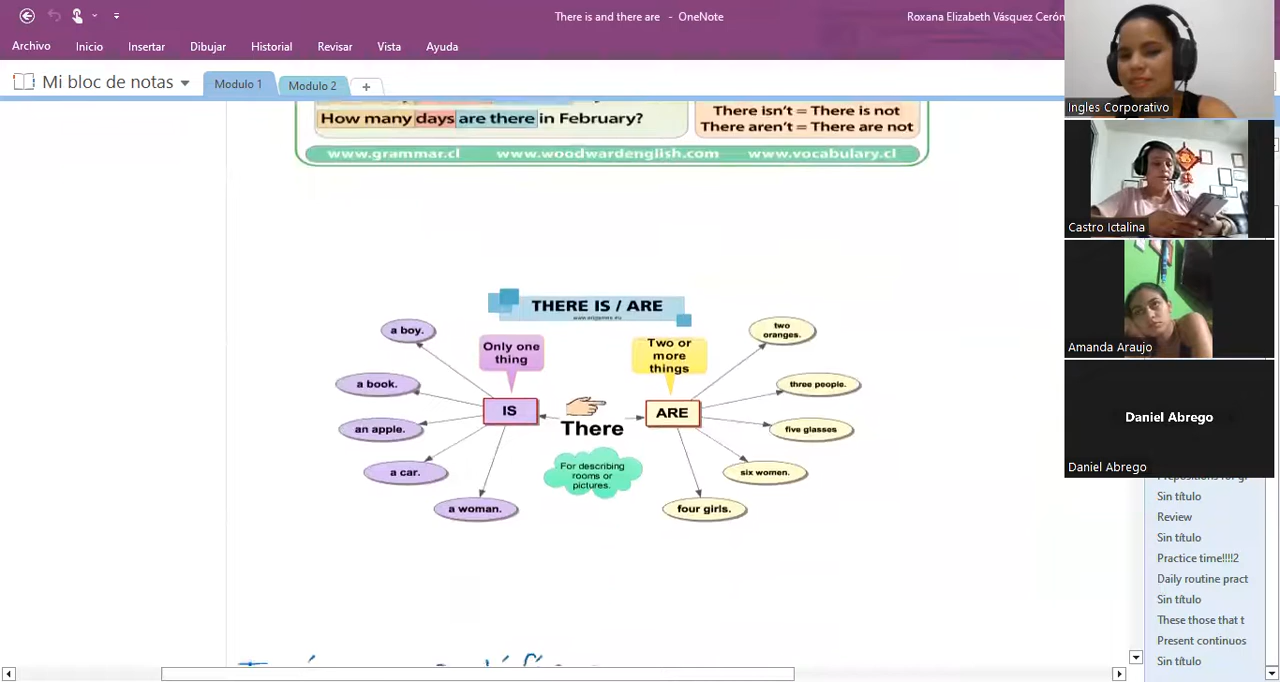 There is and there are - OneNote
Roxana Elizabeth Vásquez Cerón
Archivo
Inicio
Insertar
Dibujar
Historial
Revisar
Vista
Ayuda
Mi bloc de notas
Modulo 1
Modulo 2
+
How many days are there in February?
There isn't = There is not
There aren't = There are not
www.grammar.cl
www.woodwardenglish.com
www.vocabulary.cl
THERE IS / ARE
Only one
thing
Two or
more
things
a boy.
a book.
an apple.
a car.
a woman.
IS
There
ARE
For describing
rooms or
pictures.
two
oranges.
three people.
five glasses
six women.
four girls.
Ingles Corporativo
Castro Ictalina
Amanda Araujo
Daniel Abrego
Daniel Abrego
Sin título
Review
Sin título
Practice time!!!!2
Daily routine pract
Sin título
These those that t
Present continuos
Sin título